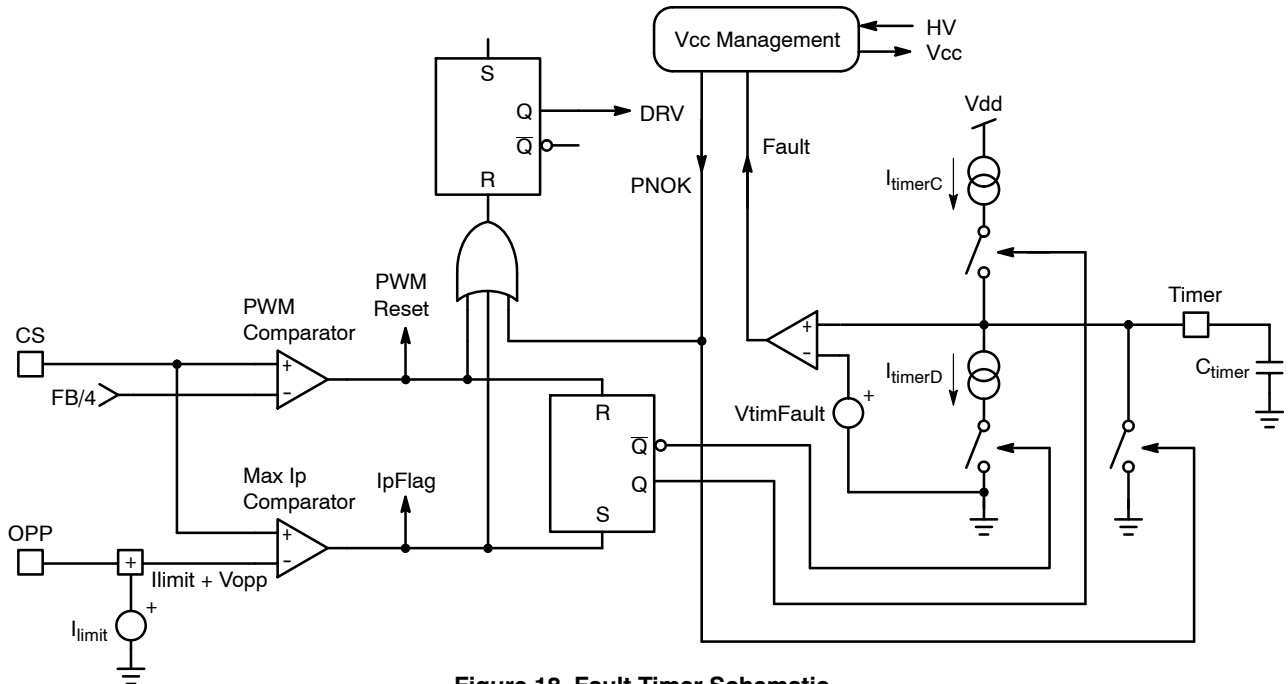 Vcc Management
HV
Vcc
S
Q
DRV
Q
R
PNOK
Fault
Vdd
ItimerC
PWM
Reset
PWM
Comparator
CS
+
−
FB/4
+
−
Timer
ItimerD
Ctimer
VtimFault
+
R
Q
Q
S
Max Ip
Comparator
IpFlag
OPP
+
+
−
Ilimit + Vopp
Ilimit
+
Figure 18. Fault Timer Schematic